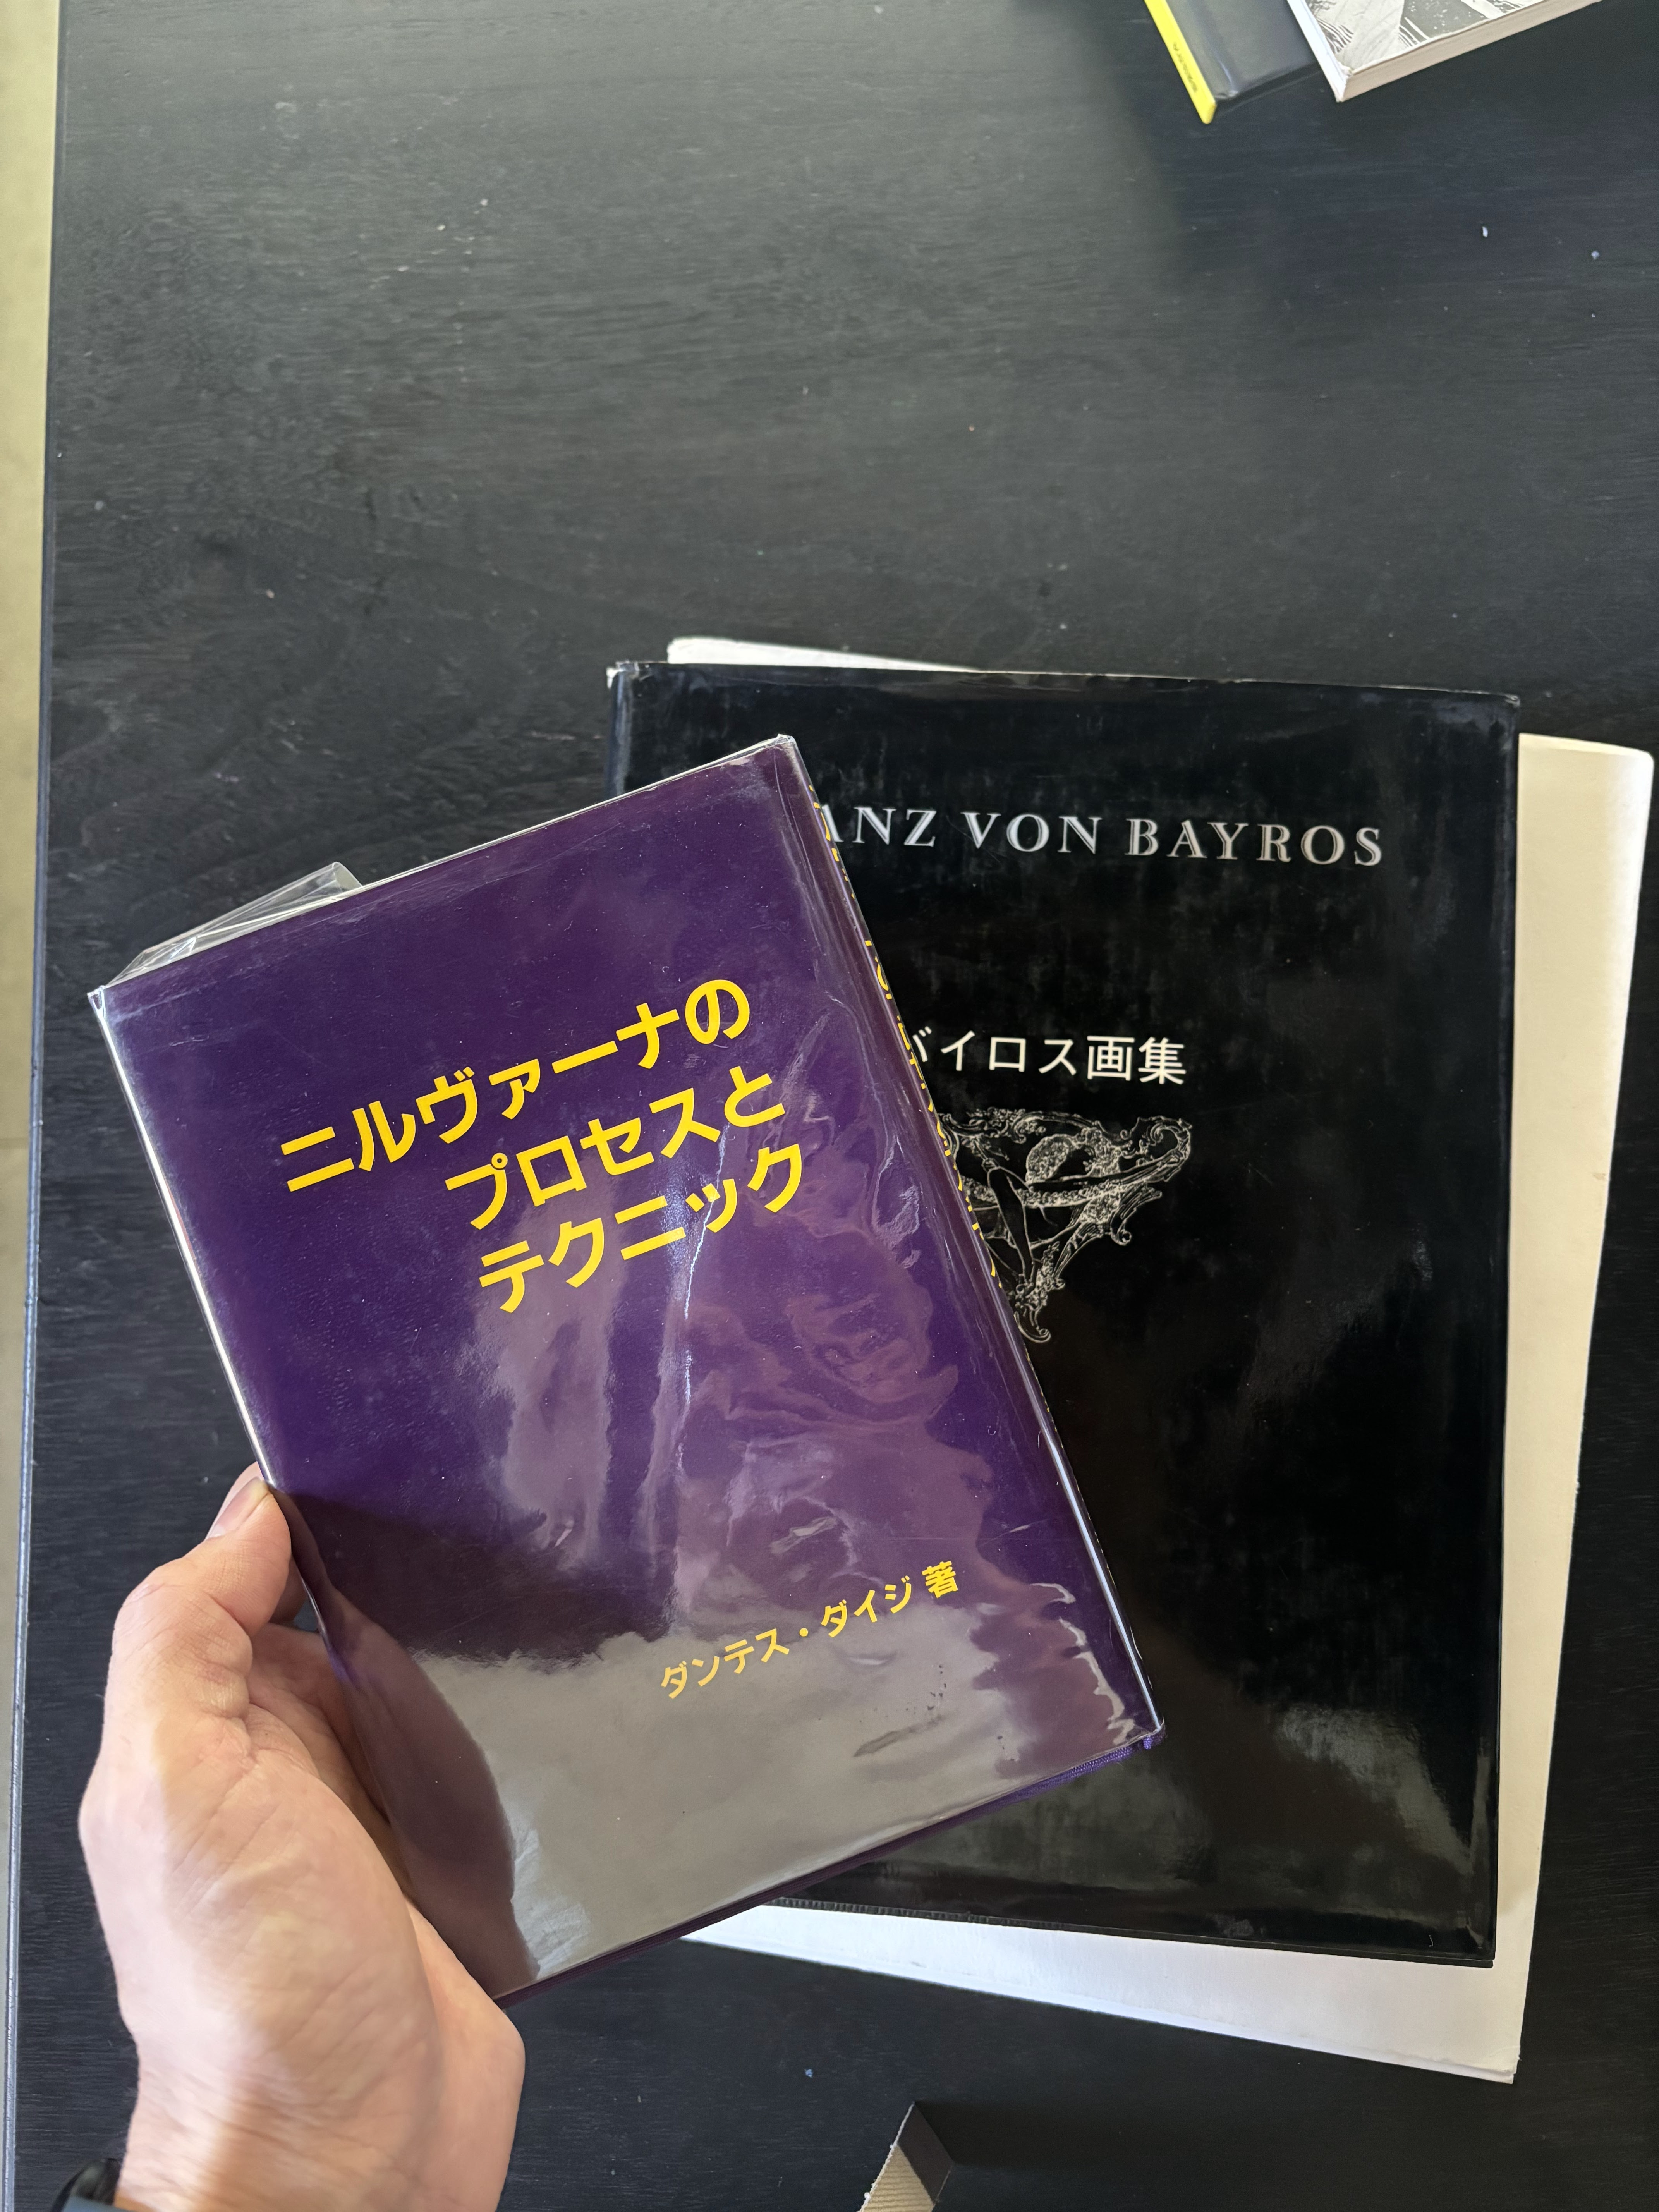 ニルヴァーナの
プロセスと
テクニック
ダンテス・ダイジ 著
VON BAYROS
バイロス画集